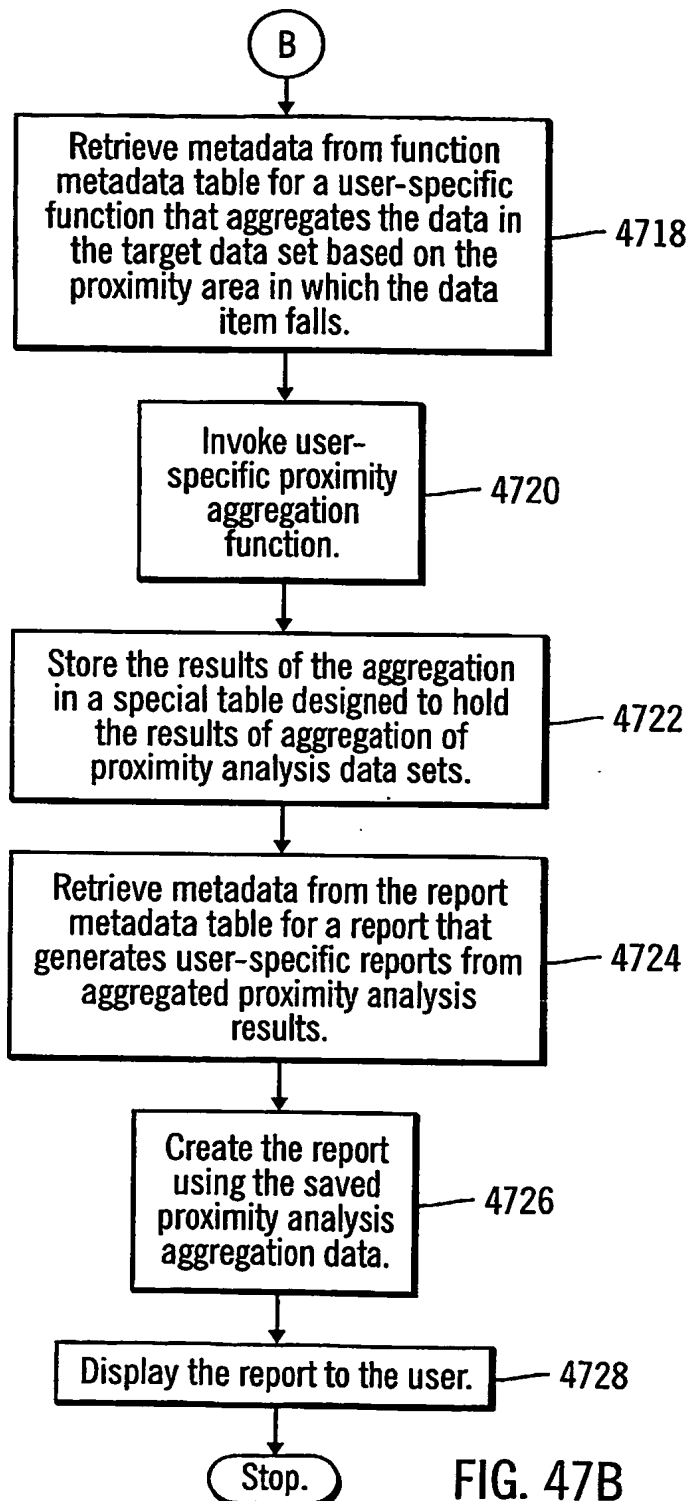 B
Retrieve metadata from function
metadata table for a user-specific
function that aggregates the data in
the target data set based on the
proximity area in which the data
item falls.
4718
Invoke user-
specific proximity
aggregation
function.
4720
Store the results of the aggregation
in a special table designed to hold
the results of aggregation of
proximity analysis data sets.
4722
Retrieve metadata from the report
metadata table for a report that
generates user-specific reports from
aggregated proximity analysis
results.
4724
Create the report
using the saved
proximity analysis
aggregation data.
4726
Display the report to the user.
4728
Stop.
FIG. 47B